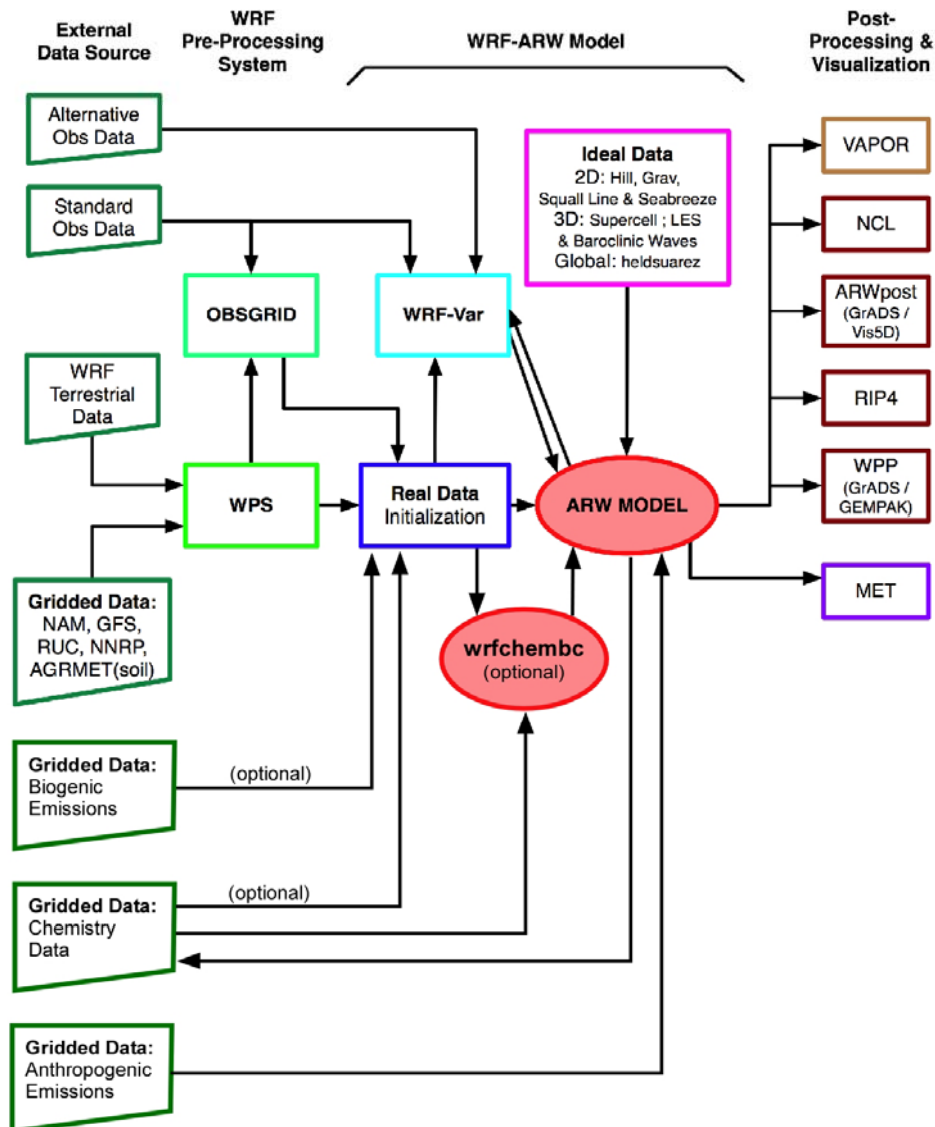 External
Data Source
WRF
Pre-Processing
System
WRF-ARW Model
Post-
Processing &
Visualization
Alternative
Obs Data
Standard
Obs Data
WRF
Terrestrial
Data
Gridded Data:
NAM, GFS,
RUC, NNRP,
AGRMET(soil)
Gridded Data:
Biogenic
Emissions
(optional)
Gridded Data:
Chemistry
Data
(optional)
Gridded Data:
Anthropogenic
Emissions
OBSGRID
WPS
WRF-Var
Real Data
Initialization
Ideal Data
2D: Hill, Grav,
Squall Line & Seabreeze
3D: Supercell ; LES
& Baroclinic Waves
Global: heldsuarez
ARW MODEL
wrfchembc
(optional)
VAPOR
NCL
ARWpost
(GrADS /
Vis5D)
RIP4
WPP
(GrADS /
GEMPAK)
MET